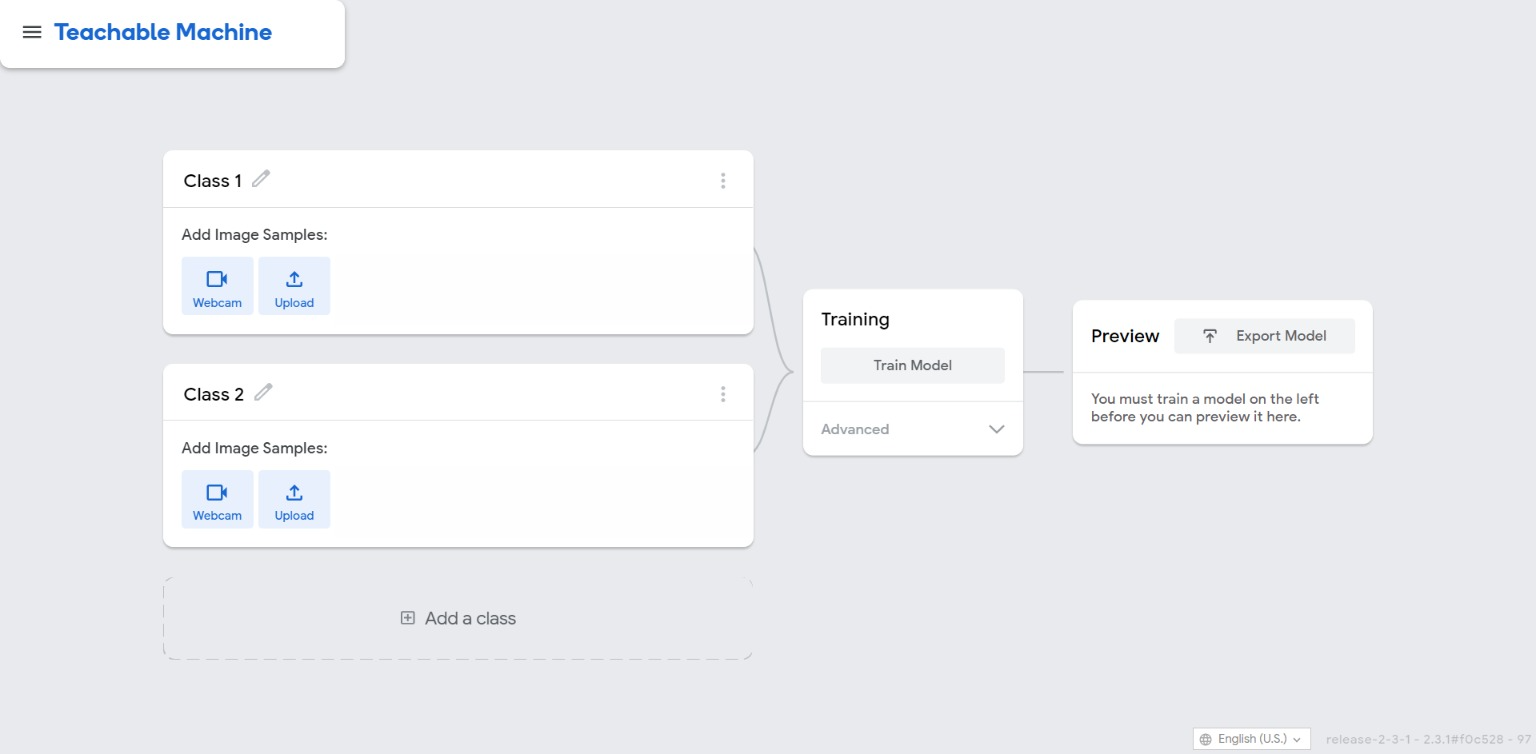 Teachable Machine
Class 1
Add Image Samples:
Webcam
Upload
Class 2
Add Image Samples:
Webcam
Upload
Add a class
Training
Train Model
Advanced
Preview
Export Model
You must train a model on the left
before you can preview it here.
English (U.S.)
release-2-3-1 - 2.3.1#f0c528 - 97